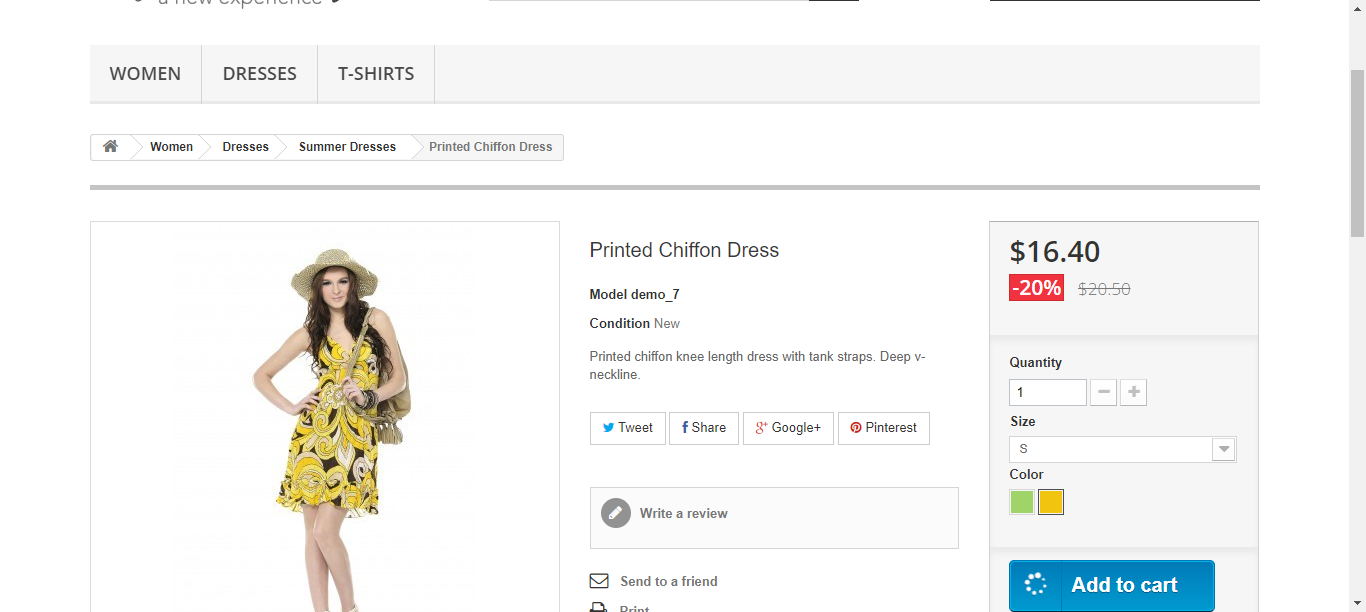 a new experience
WOMEN
DRESSES
T-SHIRTS
Women
Dresses
Summer Dresses
Printed Chiffon Dress
Printed Chiffon Dress
Model demo_7
Condition New
Printed chiffon knee length dress with tank straps. Deep v-
neckline.
Tweet
Share
Google+
Pinterest
Write a review
Send to a friend
Print
$16.40
-20% $20.50
Quantity
1
Size
S
Color
Add to cart